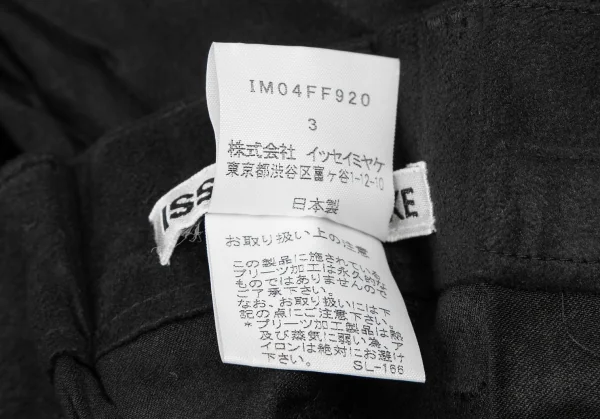 IM04FF920
3
株式会社 イッセイミヤケ
東京都渋谷区富ヶ谷1-12-10
日本製
ISS KE
お取り扱い上の注意
この製品に施されている
プリーツ加工は永久的な
ものではありませんので
ご了承下さい。
なお、お取り扱いには下
記の点にご注意下さい。
*プリーツ加工製品は熱
及び蒸気に弱い為、ア
イロンは絶対にお避け
下さい。 SL-166